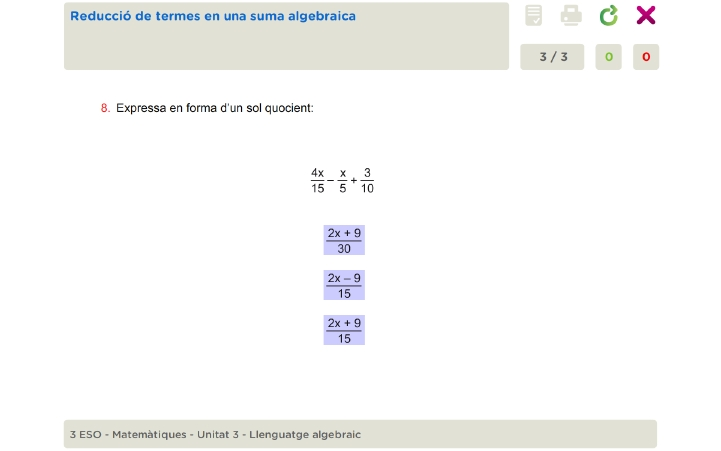 Reducció de termes en una suma algebraica
3 / 3
0
0
8. Expressa en forma d'un sol quocient:
4x/15 − x/5 + 3/10
2x + 9
30
2x − 9
15
2x + 9
15
3 ESO - Matemàtiques - Unitat 3 - Llenguatge algebraic